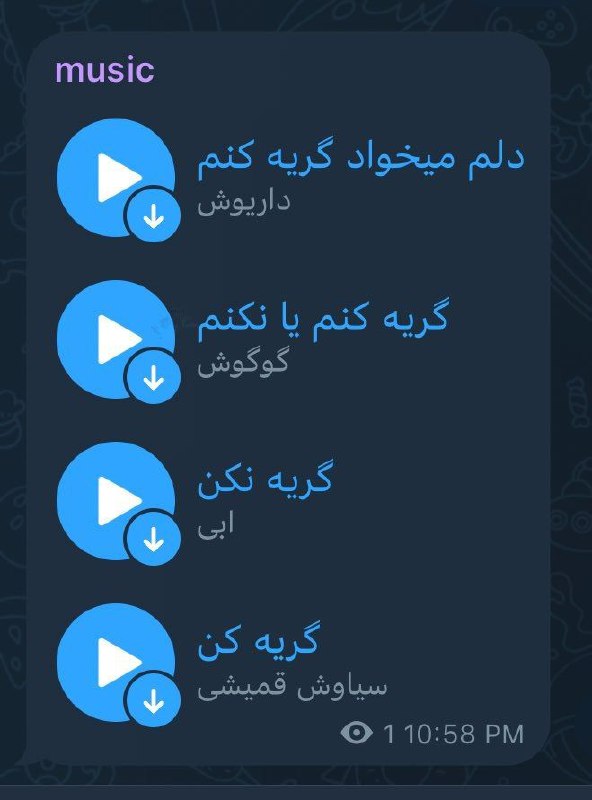 music
دلم میخواد گریه کنم
داریوش
گریه کنم یا نکنم
گوگوش
گریه نکن
ابی
گریه کن
سیاوش قمیشی
1 10:58 PM